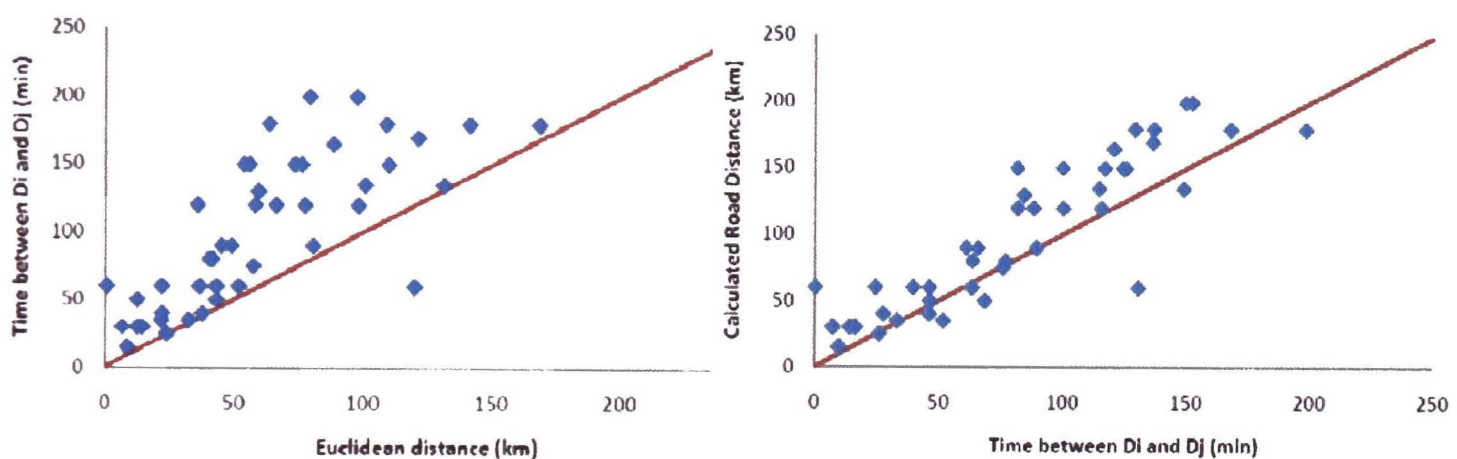 Time between Di and Dj (min)
250
200
150
100
50
0
0 50 100 150 200
Euclidean distance (km)
Calculated Road Distance (km)
250
200
150
100
50
0
0 50 100 150 200 250
Time between Di and Dj (min)